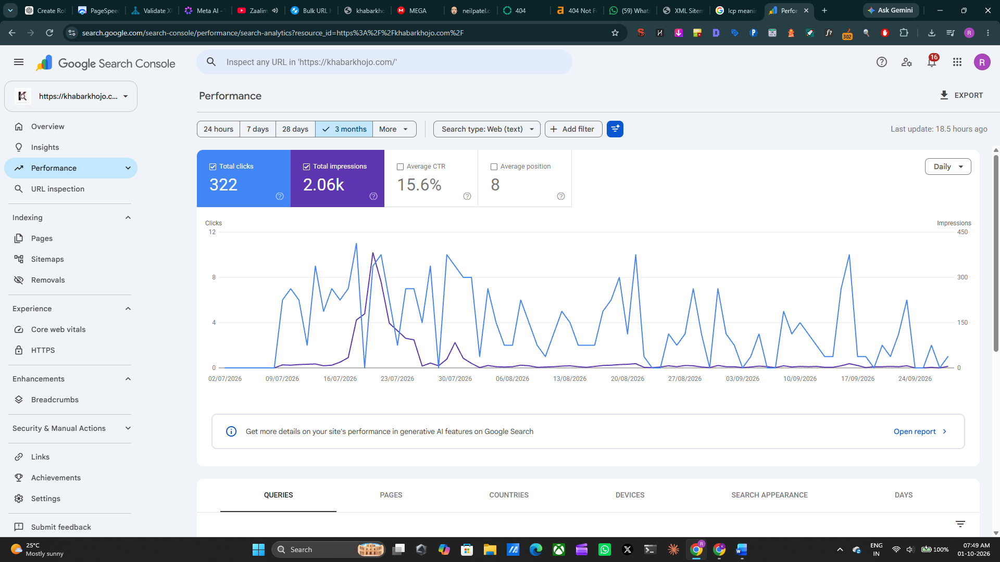 Create Rol
PageSpee
Validate X
Meta AI -
Zaalim
Bulk URL
khabarkho
MEGA
neilpatel.c
404
404 Not F
(59) What
XML Sitem
lcp meani
Perfor
Ask Gemini
search.google.com/search-console/performance/search-analytics?resource_id=https%3A%2F%2Fkhabarkhojo.com%2F
302
R
Google Search Console
Inspect any URL in 'https://khabarkhojo.com/'
16
R
https://khabarkhojo.c...
Performance
EXPORT
24 hours
7 days
28 days
3 months
More
Search type: Web (text)
Add filter
Last update: 18.5 hours ago
Overview
Insights
Performance
URL inspection
Indexing
Pages
Sitemaps
Removals
Experience
Core web vitals
HTTPS
Enhancements
Breadcrumbs
Security & Manual Actions
Links
Achievements
Settings
Submit feedback
Total clicks
322
Total impressions
2.06k
Average CTR
15.6%
Average position
8
Daily
Clicks
Impressions
12
450
8
300
4
150
0
0
02/07/2026
09/07/2026
16/07/2026
23/07/2026
30/07/2026
06/08/2026
13/08/2026
20/08/2026
27/08/2026
03/09/2026
10/09/2026
17/09/2026
24/09/2026
Get more details on your site's performance in generative AI features on Google Search
Open report
QUERIES
PAGES
COUNTRIES
DEVICES
SEARCH APPEARANCE
DAYS
25°C
Mostly sunny
Search
ENG
IN
100%
07:49 AM
01-10-2026